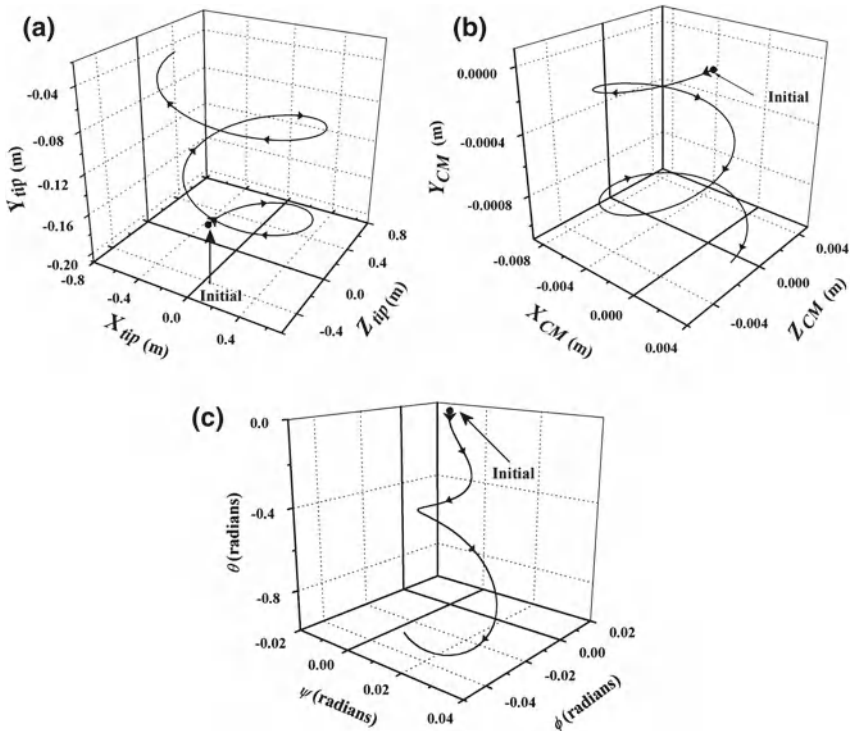 (a)
-0.04
-0.08
-0.12
-0.16
-0.20
Y tip (m)
-0.8
-0.4
0.0
0.4
X tip (m)
-0.4
0.0
0.4
0.8
Z tip (m)
Initial
(b)
0.0000
-0.0004
-0.0008
Y CM (m)
-0.008
-0.004
0.000
0.004
X CM (m)
-0.004
0.000
0.004
Z CM (m)
Initial
(c)
0.0
-0.4
-0.8
θ (radians)
-0.02
0.00
0.02
0.04
ψ (radians)
-0.04
-0.02
0.00
0.02
ϕ (radians)
Initial